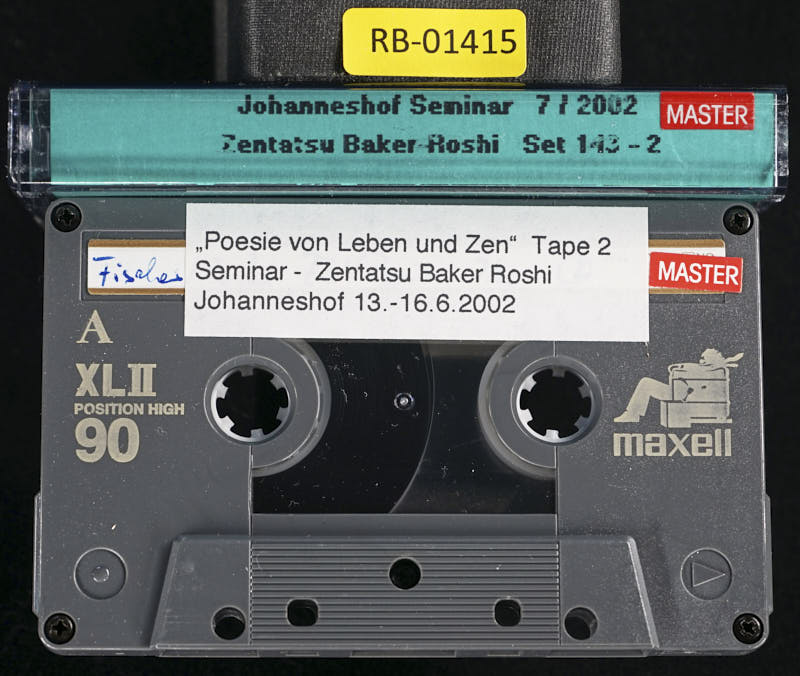 RB-01415
Johanneshof Seminar 7 / 2002 MASTER
Zentatsu Baker Roshi Set 143 - 2
„Poesie von Leben und Zen“ Tape 2
Fischer Seminar - Zentatsu Baker Roshi MASTER
Johanneshof 13.-16.6.2002
A
XLII
POSITION HIGH
90
maxell